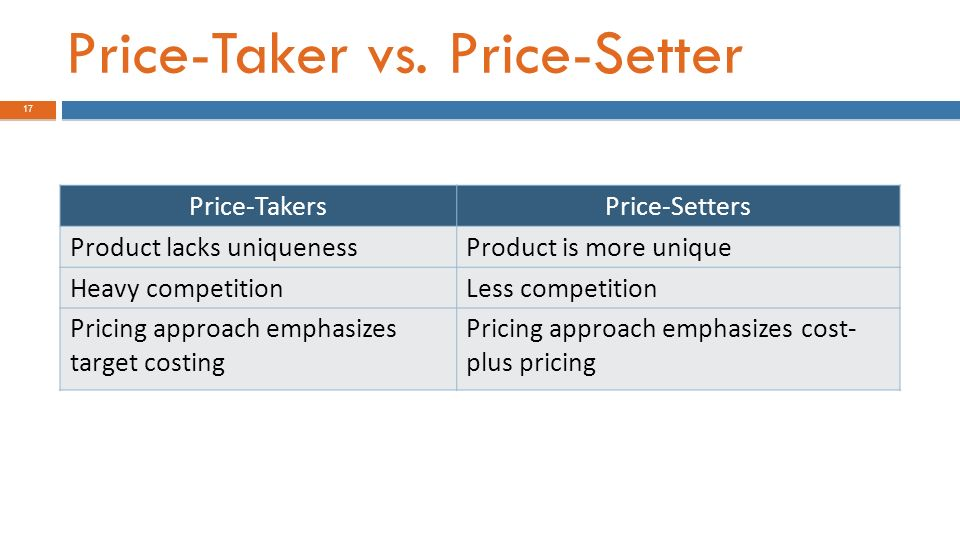 Price-Taker vs. Price-Setter
17
Price-Takers
Price-Setters
Product lacks uniqueness
Product is more unique
Heavy competition
Less competition
Pricing approach emphasizes
target costing
Pricing approach emphasizes cost-
plus pricing